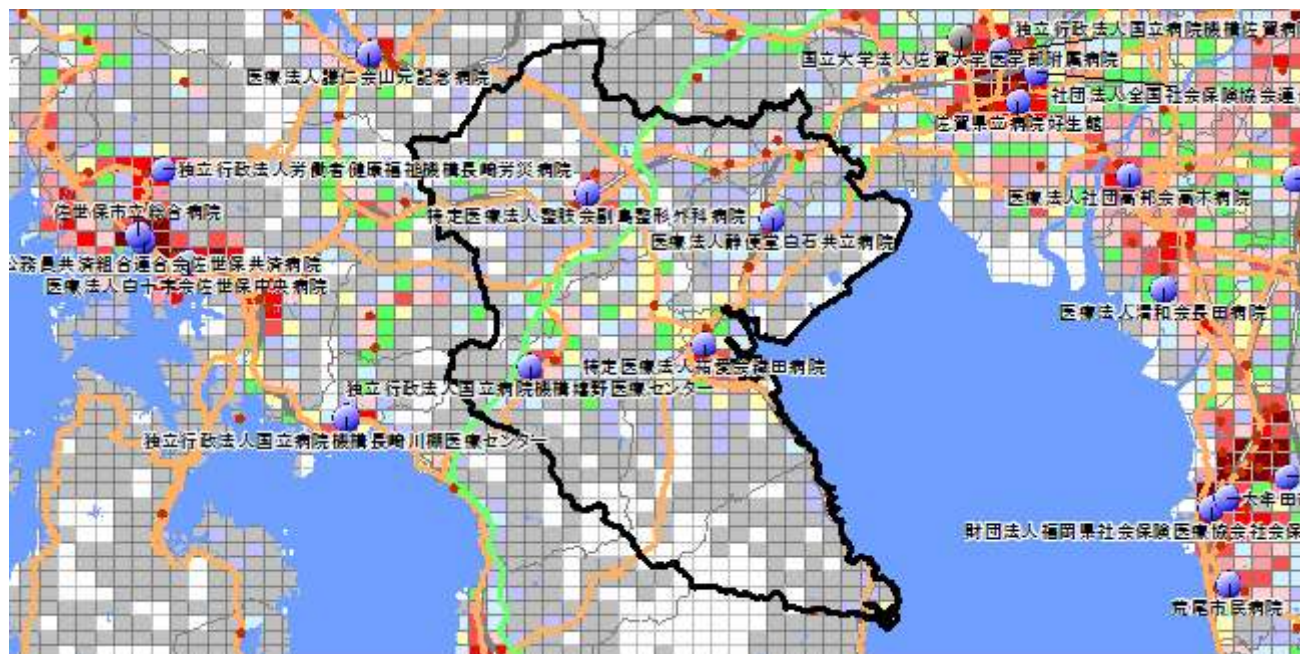 独立行政法人国立病院機構佐賀病
国立大学法人佐賀大学医学部附属病院
医療法人謙仁会山元記念病院
社団法人全国社会保険協会連
佐賀県立病院好生館
独立行政法人労働者健康福祉機構長崎労災病院
医療法人社団高邦会高木病院
佐世保市立総合病院
特定医療法人整肢会副島整形外科病院
医療法人静便堂白石共立病院
公務員共済組合連合会佐世保共済病院
医療法人白十字会佐世保中央病院
医療法人清和会長田病院
特定医療法人祐愛会織田病院
独立行政法人国立病院機構嬉野医療センター
独立行政法人国立病院機構長崎川棚医療センター
大牟田市
財団法人福岡県社会保険医療協会社会保
荒尾市民病院